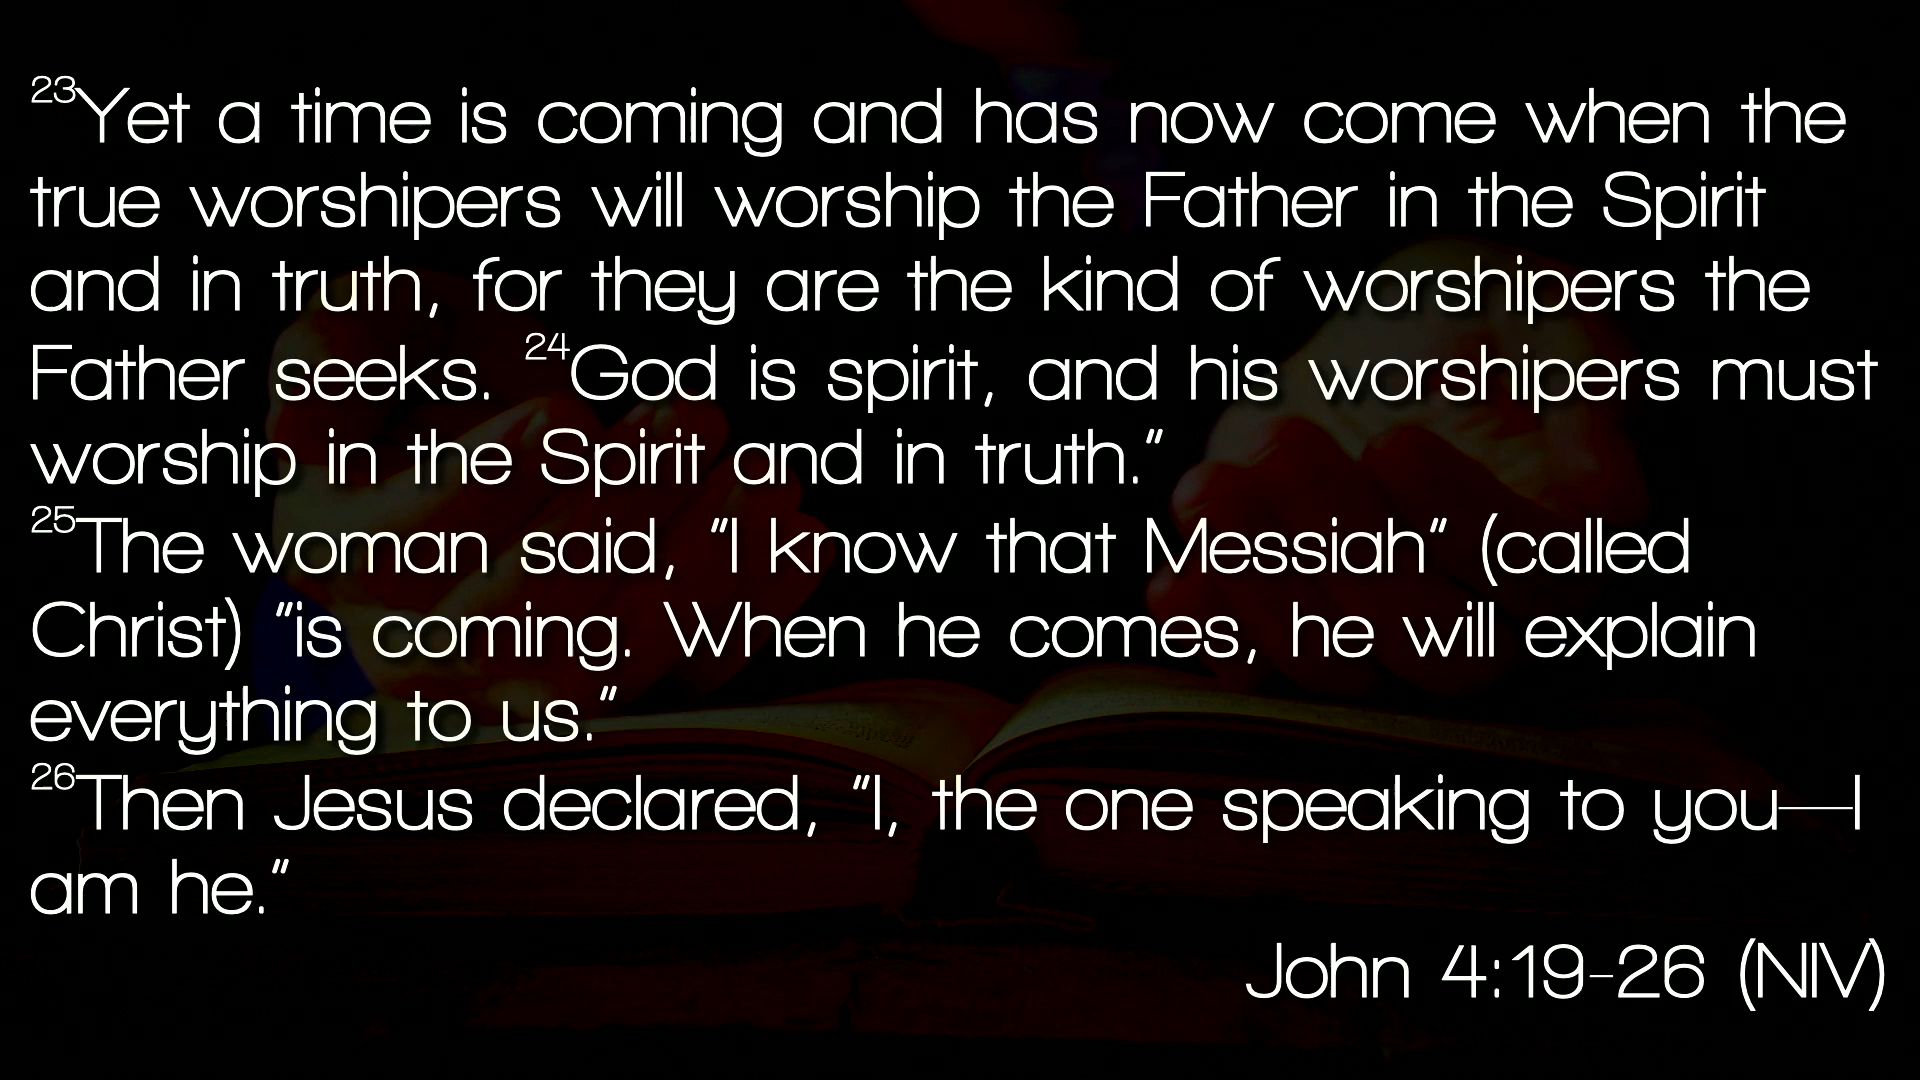 ²³Yet a time is coming and has now come when the
true worshipers will worship the Father in the Spirit
and in truth, for they are the kind of worshipers the
Father seeks. ²⁴God is spirit, and his worshipers must
worship in the Spirit and in truth.”
²⁵The woman said, “I know that Messiah“ (called
Christ) “is coming. When he comes, he will explain
everything to us.”
²⁶Then Jesus declared, “I, the one speaking to you—I
am he.”
John 4:19-26 (NIV)